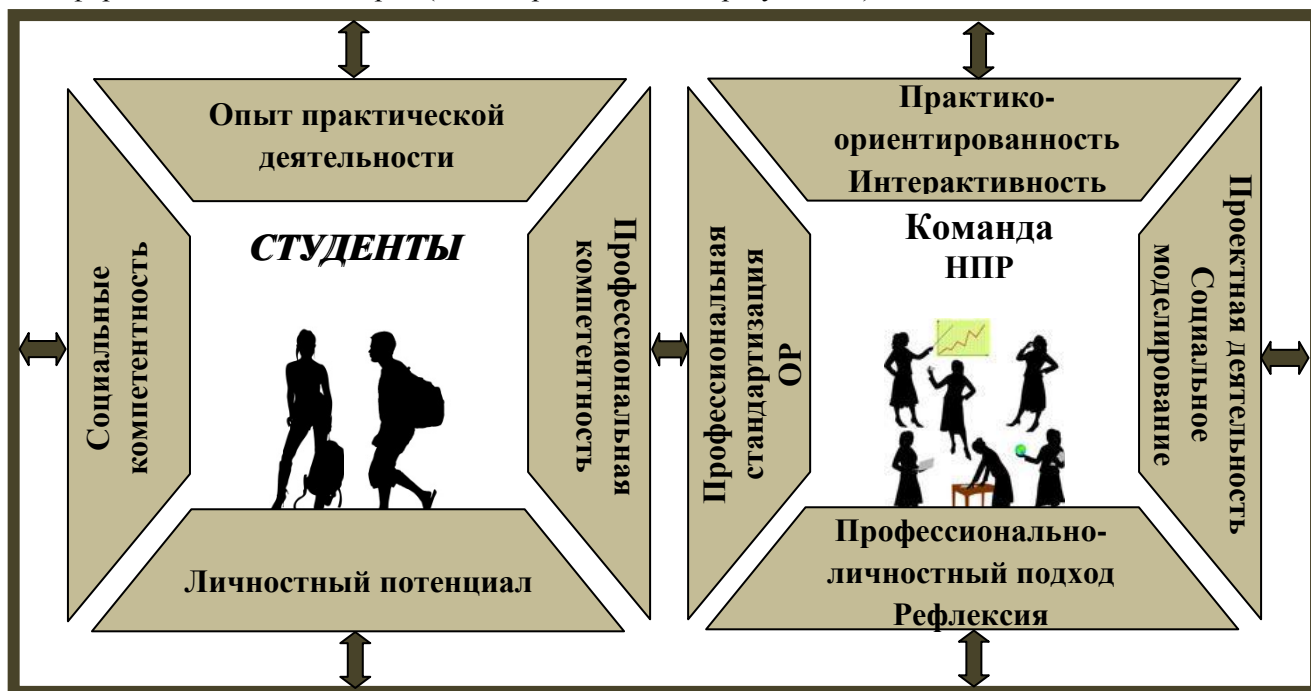 Опыт практической
деятельности
Социальные
компетентность
СТУДЕНТЫ
Профессиональная
компетентность
Личностный потенциал
Практико-
ориентированность
Интерактивность
Профессиональная
стандартизация
ОР
Команда
НПР
Проектная деятельность
Социальное
моделирование
Профессионально-
личностный подход
Рефлексия